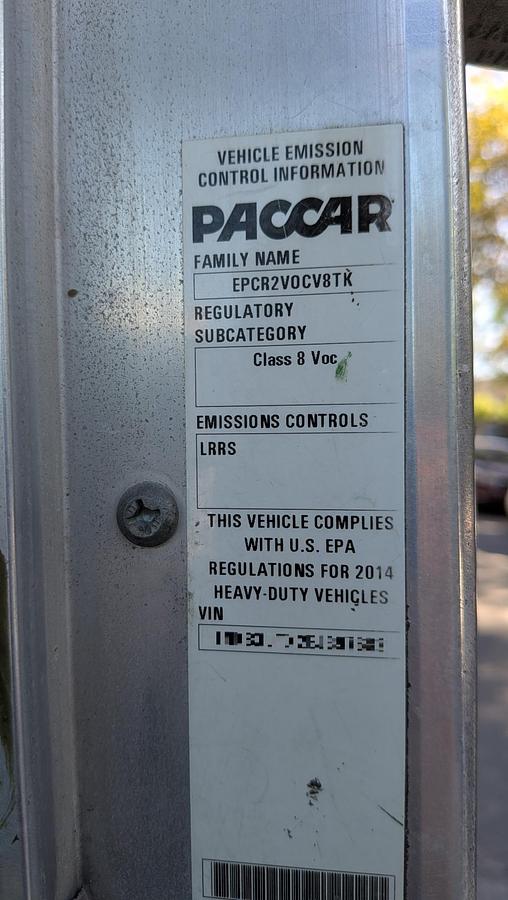 VEHICLE EMISSION
CONTROL INFORMATION
PACCAR
FAMILY NAME
EPCR2VOCV8TK
REGULATORY
SUBCATEGORY
Class 8 Voc
EMISSIONS CONTROLS
LRRS
THIS VEHICLE COMPLIES
WITH U.S. EPA
REGULATIONS FOR 2014
HEAVY-DUTY VEHICLES
VIN